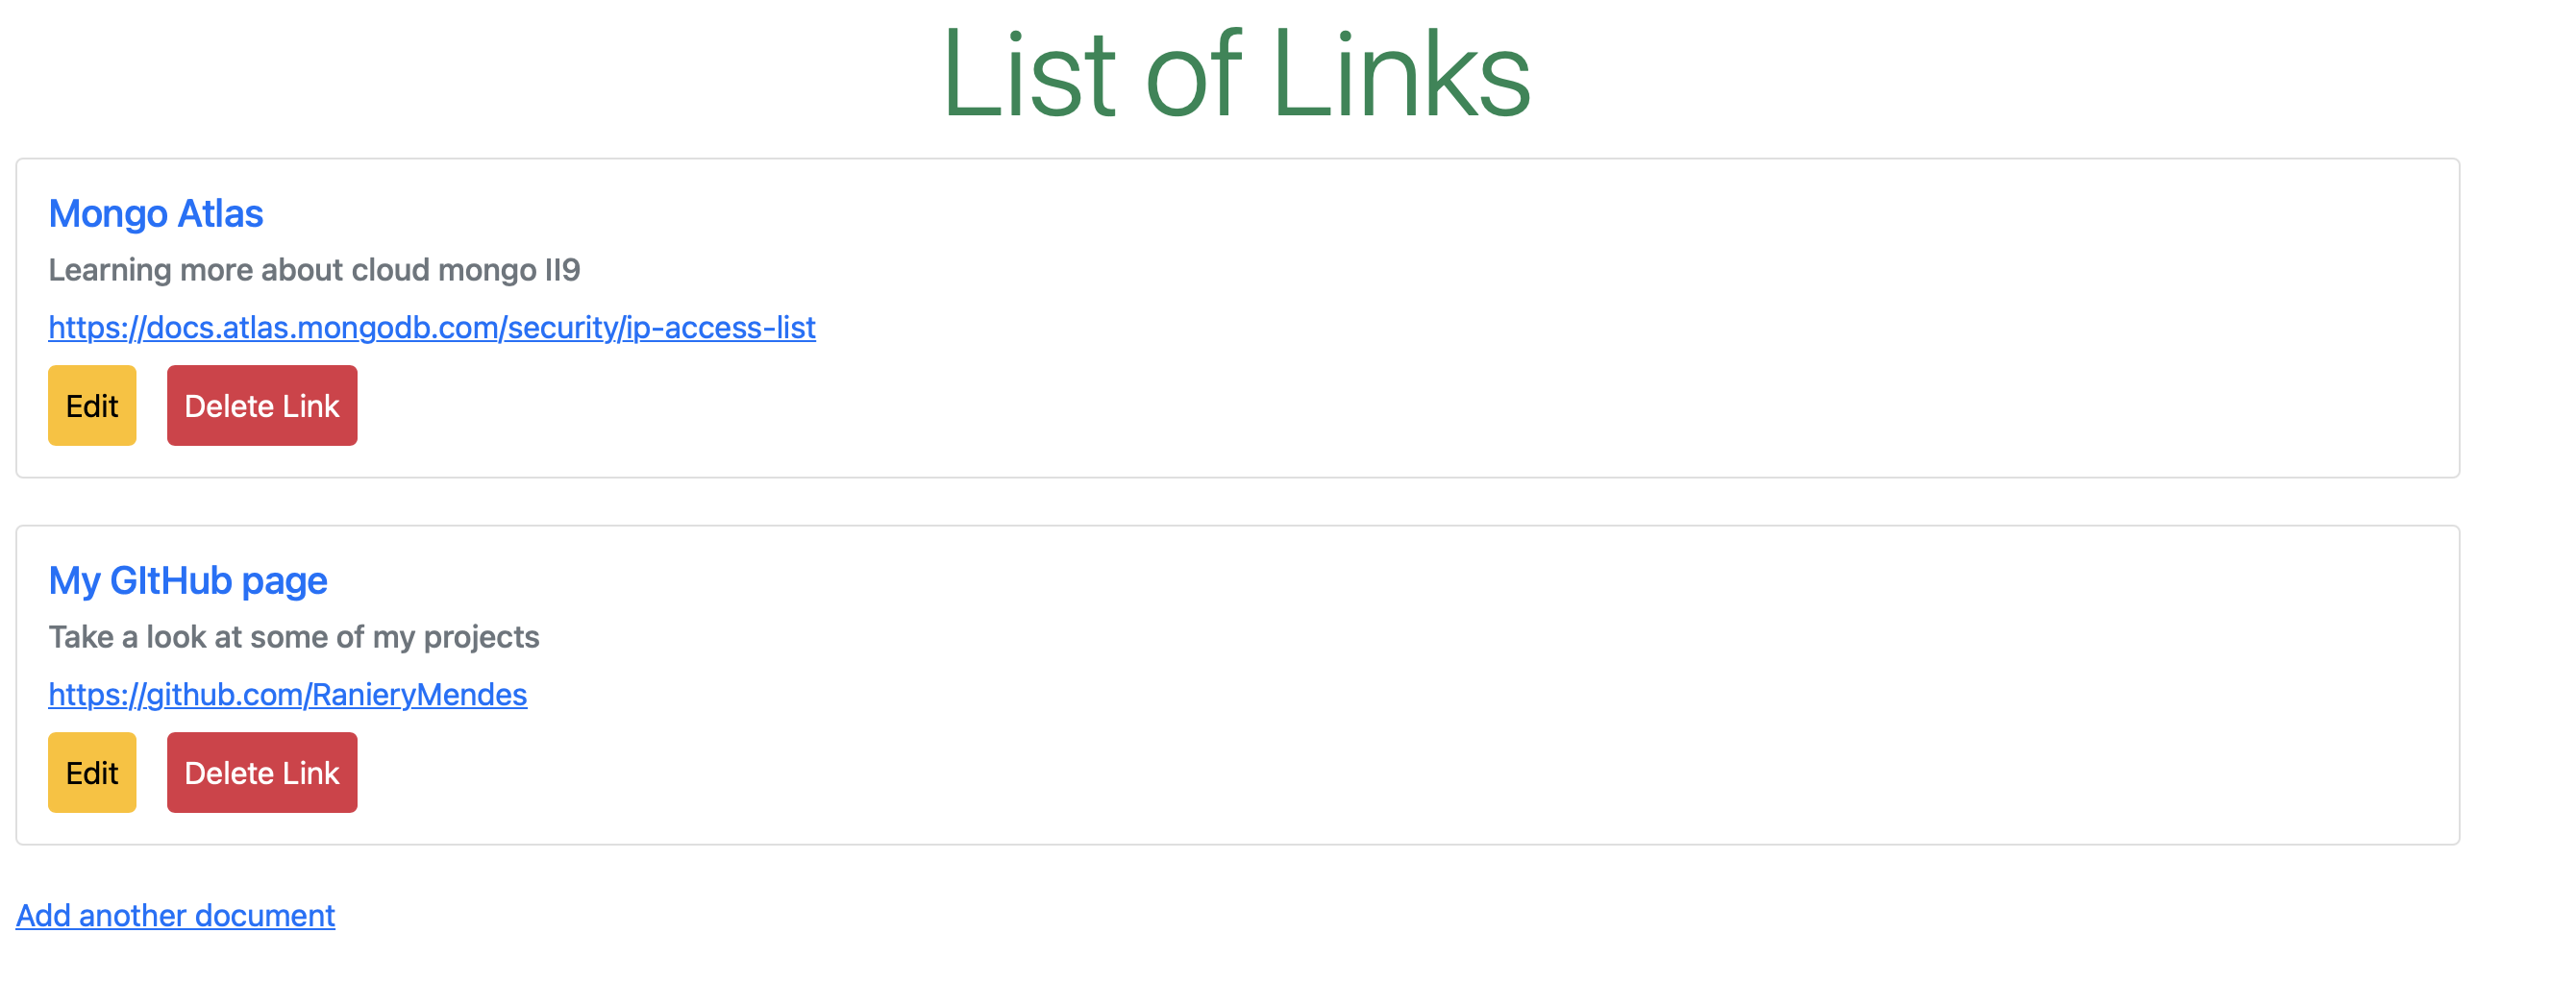 List of Links
Mongo Atlas
Learning more about cloud mongo II9
https://docs.atlas.mongodb.com/security/ip-access-list
Edit Delete Link
My GItHub page
Take a look at some of my projects
https://github.com/RanieryMendes
Edit Delete Link
Add another document